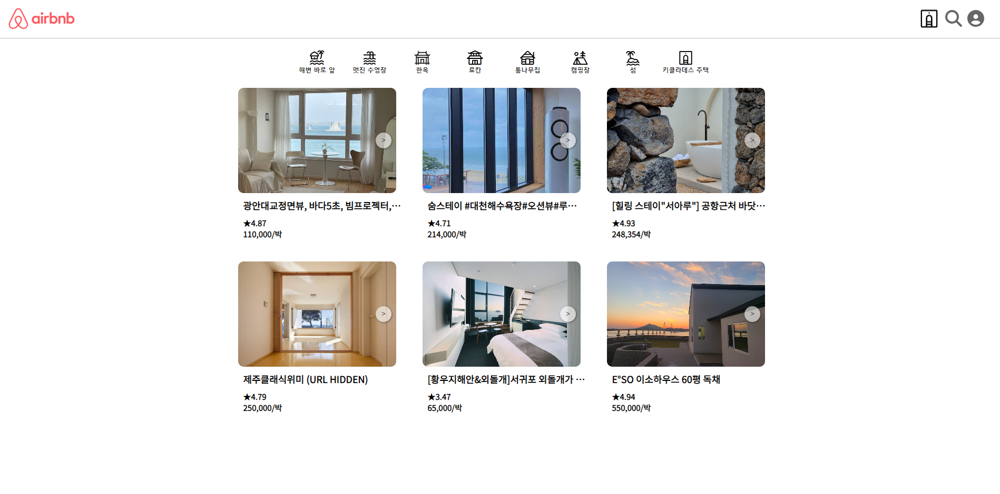 airbnb
해변 바로 앞
멋진 수영장
한옥
료칸
통나무집
캠핑장
섬
키클라데스 주택
광안대교정면뷰, 바다5초, 빔프로젝터,…
★4.87
110,000/박
숨스테이 #대천해수욕장#오션뷰#루…
★4.71
214,000/박
[힐링 스테이"서아루"] 공항근처 바닷…
★4.93
248,354/박
제주클래식위미 (URL HIDDEN)
★4.79
250,000/박
[황우지해안&외돌개]서귀포 외돌개가 …
★3.47
65,000/박
E°SO 이소하우스 60평 독채
★4.94
550,000/박